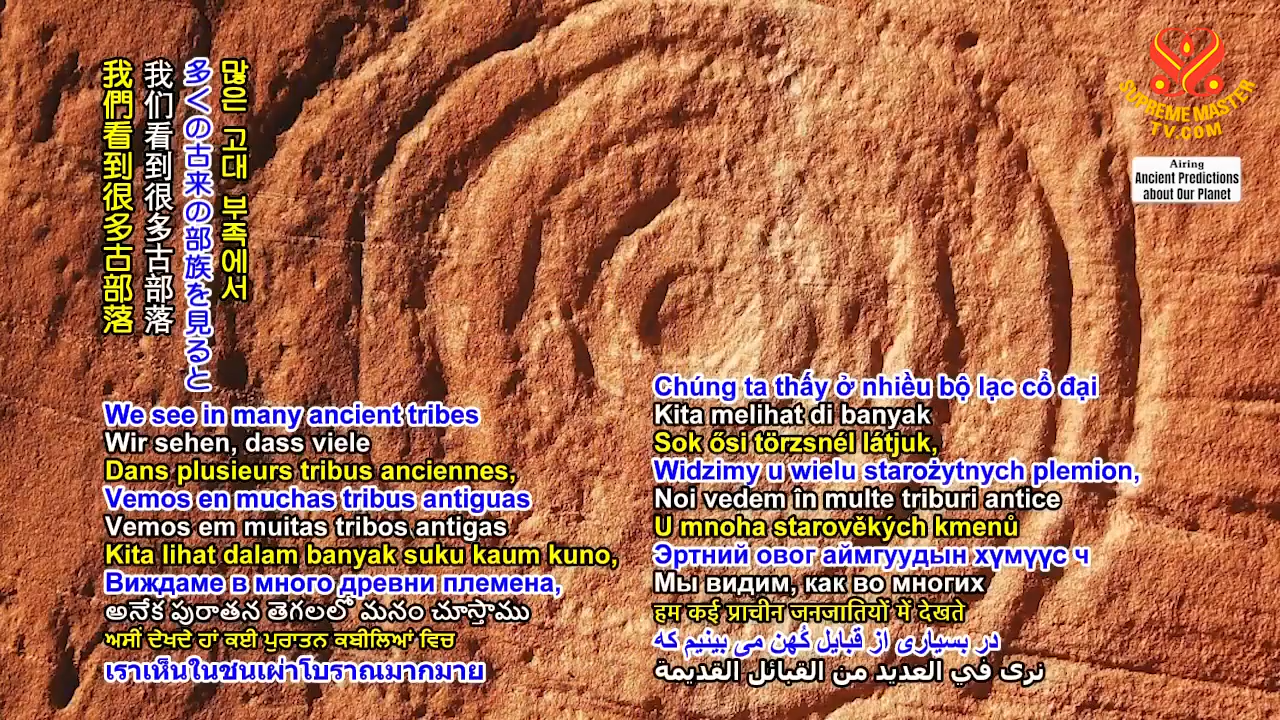 我們看到很多古部落
我们看到很多古部落
多くの古来の部族を見ると
많은 고대 부족에서
SUPREME MASTER
TV.COM
Airing
Ancient Predictions
about Our Planet
We see in many ancient tribes
Wir sehen, dass viele
Dans plusieurs tribus anciennes,
Vemos en muchas tribus antiguas
Vemos em muitas tribos antigas
Kita lihat dalam banyak suku kaum kuno,
Виждаме в много древни племена,
అనేక పురాతన తెగలలో మనం చూస్తాము
ਅਸੀਂ ਦੇਖਦੇ ਹਾਂ ਕਈ ਪੁਰਾਤਨ ਕਬੀਲਿਆਂ ਵਿਚ
เราเห็นในชนเผ่าโบราณมากมาย
Chúng ta thấy ở nhiều bộ lạc cổ đại
Kita melihat di banyak
Sok ősi törzsnél látjuk,
Widzimy u wielu starożytnych plemion,
Noi vedem în multe triburi antice
U mnoha starověkých kmenů
Эртний овог аймгуудын хүмүүс ч
Мы видим, как во многих
हम कई प्राचीन जनजातियों में देखते
در بسیاری از قبایل کُهن می بینیم که
نرى في العديد من القبائل القديمة